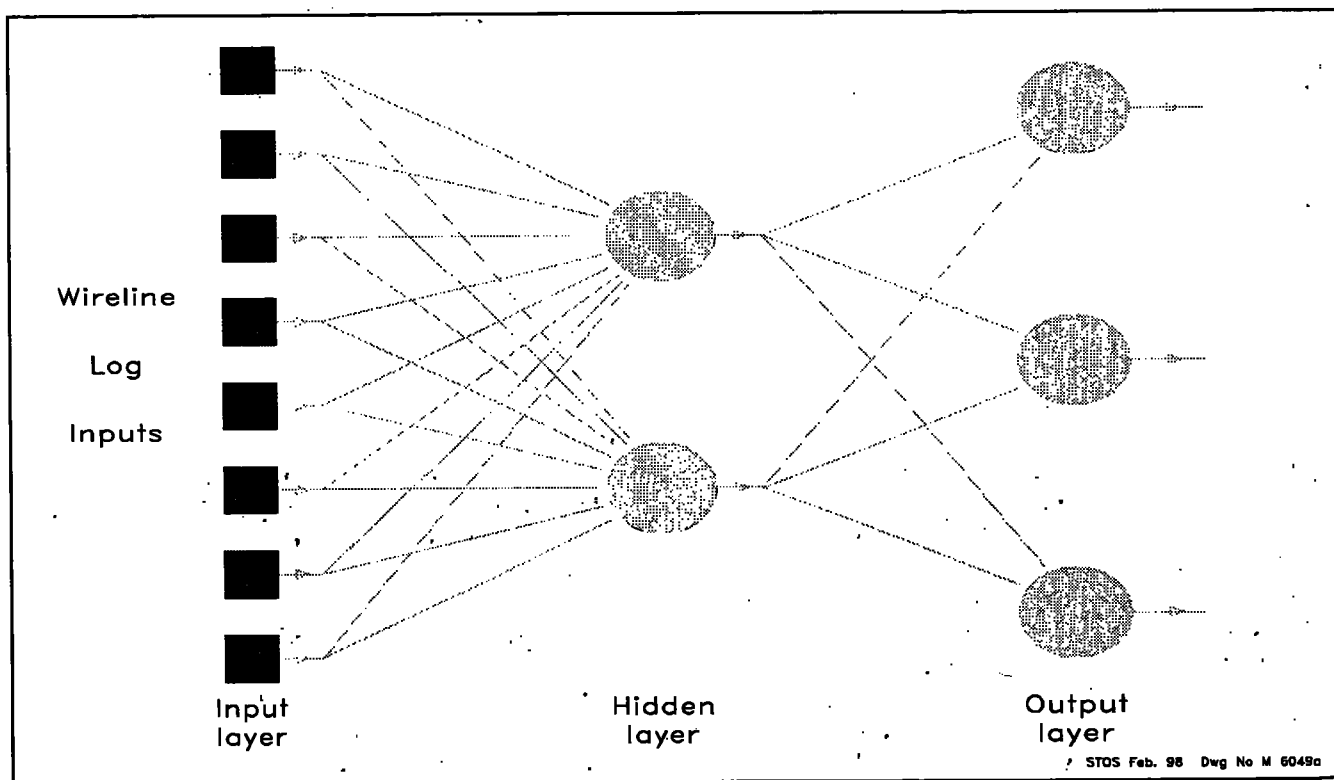 Wireline
Log
Inputs
Input
layer
Hidden
layer
Output
layer
STOS Feb. 98 Dwg No M 6049a